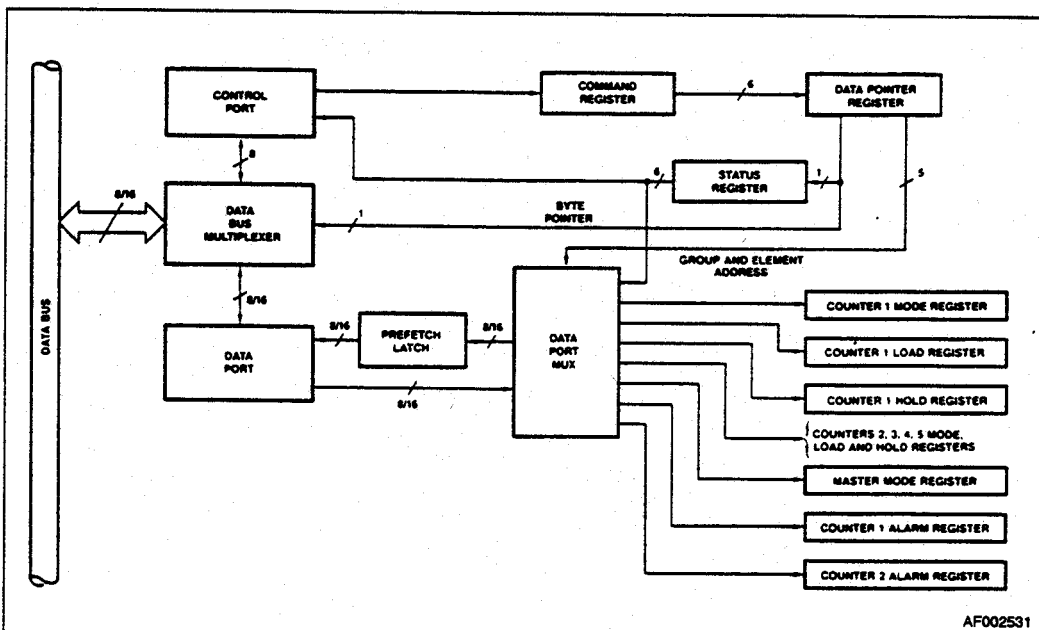 CONTROL
PORT
COMMAND
REGISTER
6
DATA POINTER
REGISTER
8
6
STATUS
REGISTER
1
5
8/16
DATA
BUS
MULTIPLEXER
1
BYTE
POINTER
GROUP AND ELEMENT
ADDRESS
DATA BUS
8/16
DATA
PORT
8/16
PREFETCH
LATCH
8/16
8/16
DATA
PORT
MUX
COUNTER 1 MODE REGISTER
COUNTER 1 LOAD REGISTER
COUNTER 1 HOLD REGISTER
COUNTERS 2, 3, 4, 5 MODE,
LOAD AND HOLD REGISTERS
MASTER MODE REGISTER
COUNTER 1 ALARM REGISTER
COUNTER 2 ALARM REGISTER
AF002531